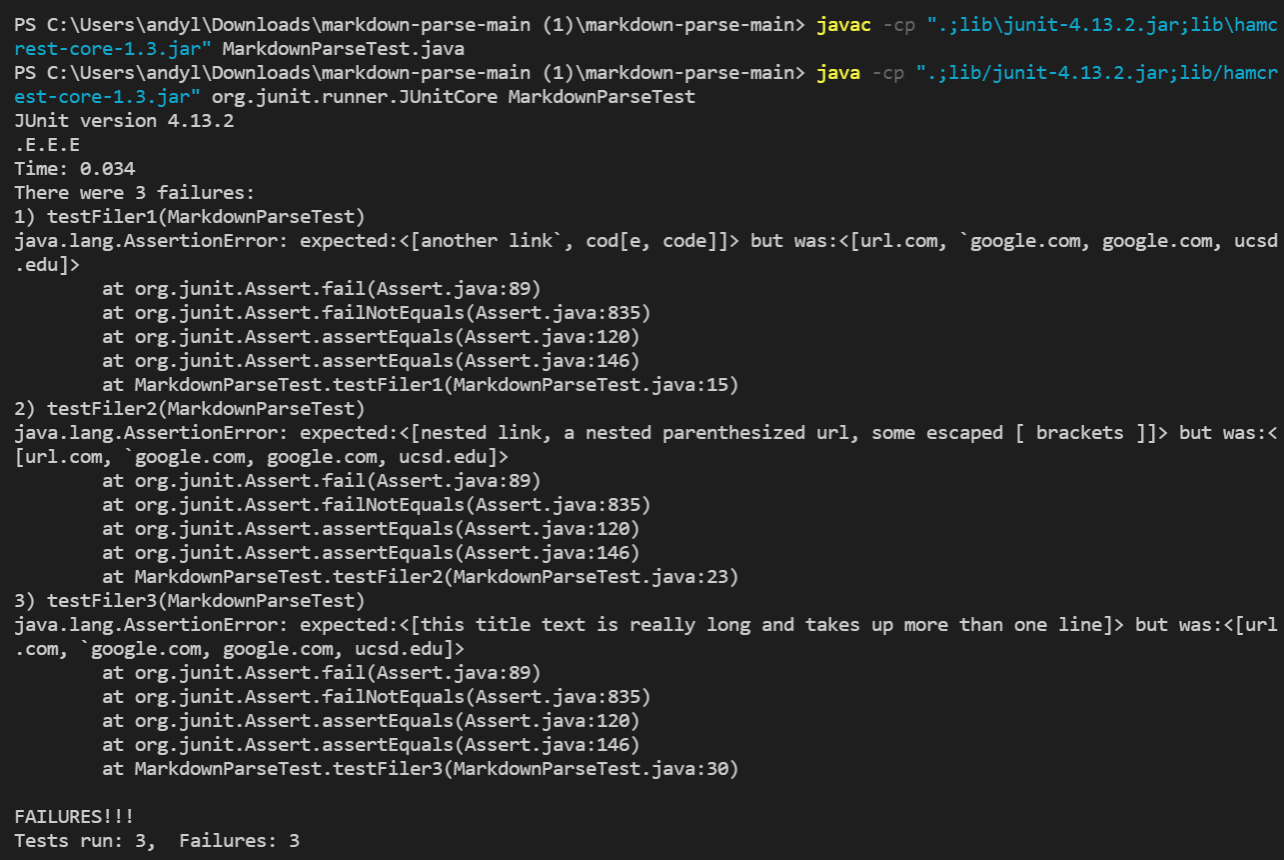 PS C:\Users\andyl\Downloads\markdown-parse-main (1)\markdown-parse-main> javac -cp ".;lib\junit-4.13.2.jar;lib\hamc
rest-core-1.3.jar" MarkdownParseTest.java
PS C:\Users\andyl\Downloads\markdown-parse-main (1)\markdown-parse-main> java -cp ".;lib/junit-4.13.2.jar;lib/hamcr
est-core-1.3.jar" org.junit.runner.JUnitCore MarkdownParseTest
JUnit version 4.13.2
.E.E.E
Time: 0.034
There were 3 failures:
1) testFiler1(MarkdownParseTest)
java.lang.AssertionError: expected:<[another link`, cod[e, code]]> but was:<[url.com, `google.com, google.com, ucsd
.edu]>
        at org.junit.Assert.fail(Assert.java:89)
        at org.junit.Assert.failNotEquals(Assert.java:835)
        at org.junit.Assert.assertEquals(Assert.java:120)
        at org.junit.Assert.assertEquals(Assert.java:146)
        at MarkdownParseTest.testFiler1(MarkdownParseTest.java:15)
2) testFiler2(MarkdownParseTest)
java.lang.AssertionError: expected:<[nested link, a nested parenthesized url, some escaped [ brackets ]]> but was:<
[url.com, `google.com, google.com, ucsd.edu]>
        at org.junit.Assert.fail(Assert.java:89)
        at org.junit.Assert.failNotEquals(Assert.java:835)
        at org.junit.Assert.assertEquals(Assert.java:120)
        at org.junit.Assert.assertEquals(Assert.java:146)
        at MarkdownParseTest.testFiler2(MarkdownParseTest.java:23)
3) testFiler3(MarkdownParseTest)
java.lang.AssertionError: expected:<[this title text is really long and takes up more than one line]> but was:<[url
.com, `google.com, google.com, ucsd.edu]>
        at org.junit.Assert.fail(Assert.java:89)
        at org.junit.Assert.failNotEquals(Assert.java:835)
        at org.junit.Assert.assertEquals(Assert.java:120)
        at org.junit.Assert.assertEquals(Assert.java:146)
        at MarkdownParseTest.testFiler3(MarkdownParseTest.java:30)

FAILURES!!!
Tests run: 3,  Failures: 3